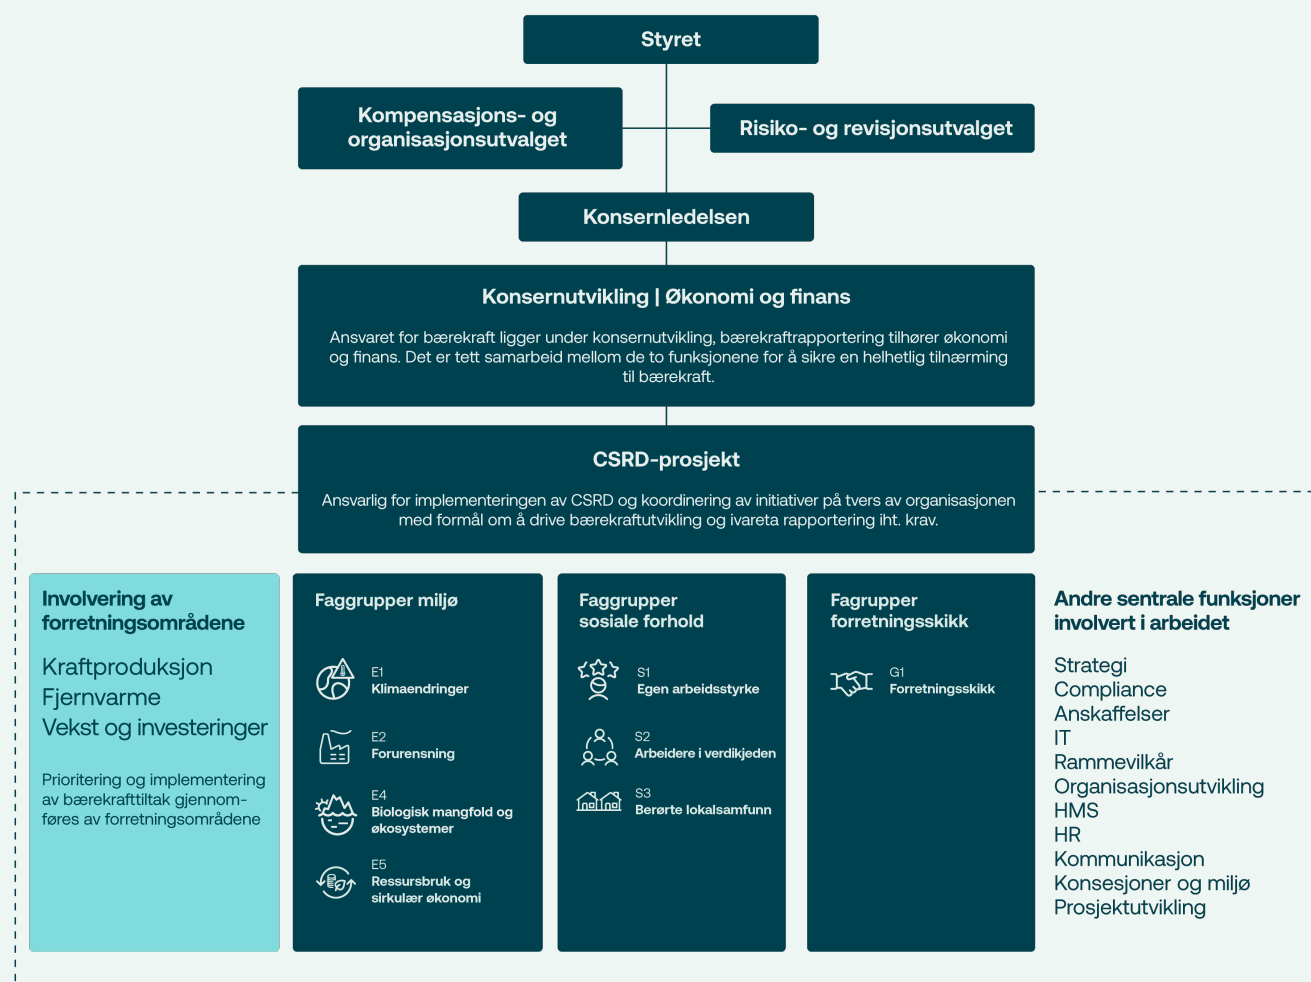 Styret
Kompensasjons- og
organisasjonsutvalget
Risiko- og revisjonsutvalget
Konsernledelsen
Konsernutvikling | Økonomi og finans
Ansvaret for bærekraft ligger under konsernutvikling, bærekraftrapportering tilhører økonomi
og finans. Det er tett samarbeid mellom de to funksjonene for å sikre en helhetlig tilnærming
til bærekraft.
CSRD-prosjekt
Ansvarlig for implementeringen av CSRD og koordinering av initiativer på tvers av organisasjonen
med formål om å drive bærekraftutvikling og ivareta rapportering iht. krav.
Involvering av
forretningsområdene
Kraftproduksjon
Fjernvarme
Vekst og investeringer
Prioritering og implementering
av bærekrafttiltak gjennom-
føres av forretningsområdene
Faggrupper miljø
E1
Klimaendringer
E2
Forurensning
E4
Biologisk mangfold og
økosystemer
E5
Ressursbruk og
sirkulær økonomi
Faggrupper
sosiale forhold
S1
Egen arbeidsstyrke
S2
Arbeidere i verdikjeden
S3
Berørte lokalsamfunn
Fagrupper
forretningsskikk
G1
Forretningsskikk
Andre sentrale funksjoner
involvert i arbeidet
Strategi
Compliance
Anskaffelser
IT
Rammevilkår
Organisasjonsutvikling
HMS
HR
Kommunikasjon
Konsesjoner og miljø
Prosjektutvikling